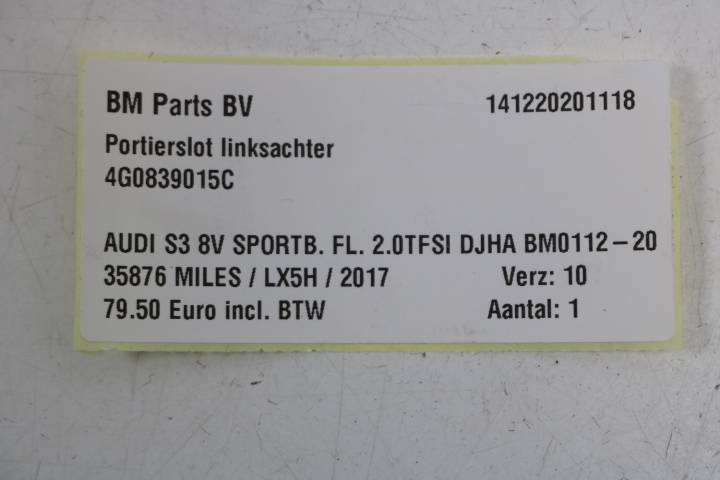 BM Parts BV 141220201118
Portierslot linksachter
4G0839015C
AUDI S3 8V SPORTB. FL. 2.0TFSI DJHA BM0112-20
35876 MILES / LX5H / 2017 Verz: 10
79.50 Euro incl. BTW Aantal: 1